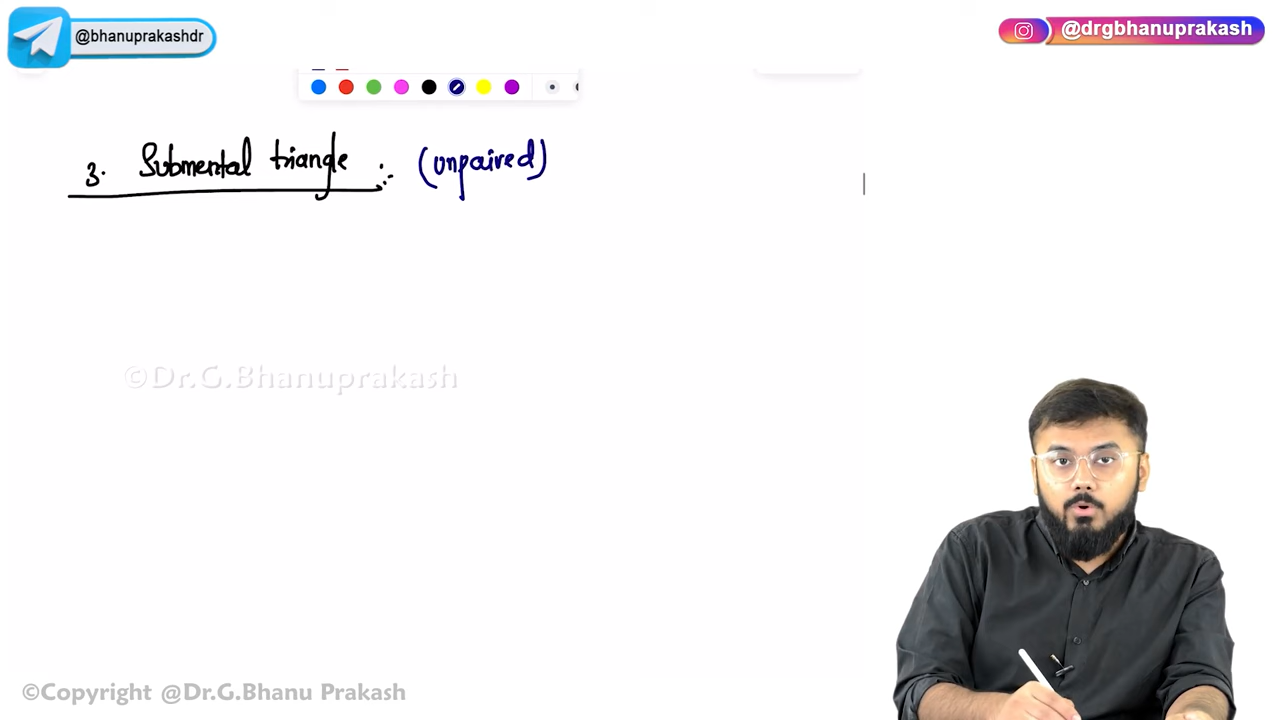 @bhanuprakashdr
@drgbhanuprakash
3. Submental triangle :- (unpaired)
©Dr.G.Bhanuprakash
©Copyright @Dr.G.Bhanu Prakash